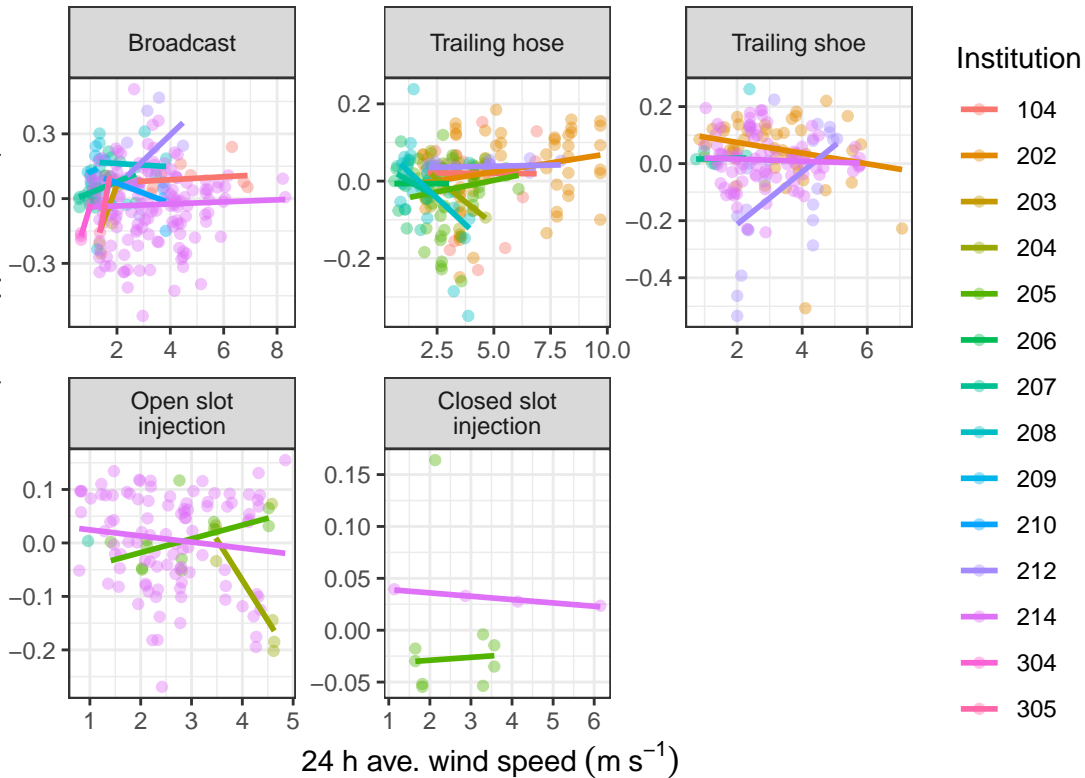 Broadcast
Trailing hose
Trailing shoe
0.3
0.0
−0.3
2 4 6 8
0.2
0.0
−0.2
2.5 5.0 7.5 10.0
0.2
0.0
−0.2
−0.4
2 4 6
Open slot
injection
Closed slot
injection
0.1
0.0
−0.1
−0.2
1 2 3 4 5
0.15
0.10
0.05
0.00
−0.05
1 2 3 4 5 6
24 h ave. wind speed (m s⁻¹)
Institution
104
202
203
204
205
206
207
208
209
210
212
214
304
305